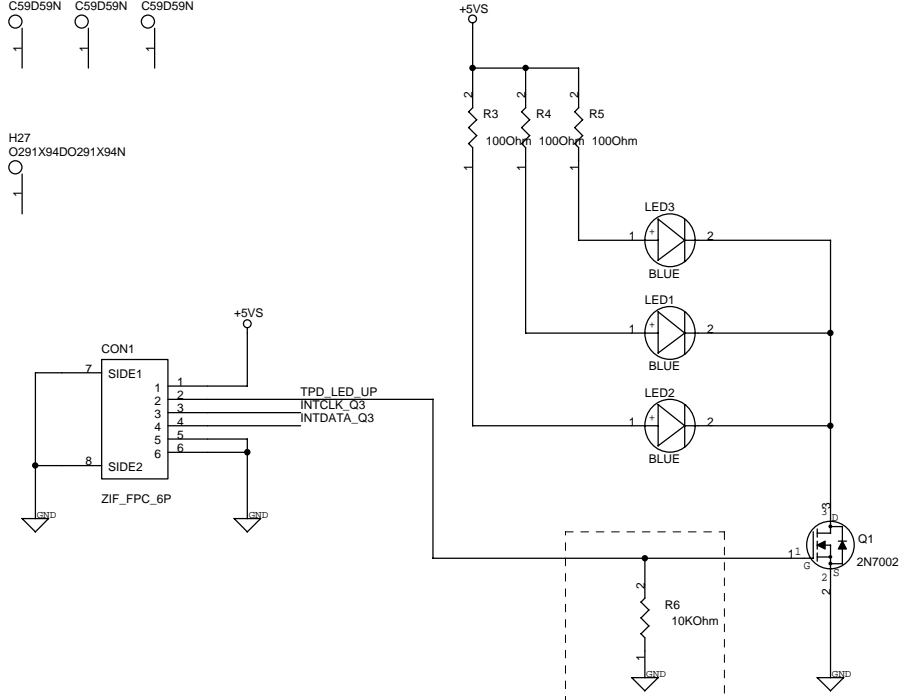 C59D59N C59D59N C59D59N
1 1 1
H27
O291X94DO291X94N
1
+5VS
2 2 2
R3 R4 R5
100Ohm 100Ohm 100Ohm
1 1 1
LED3
1 + 2
BLUE
LED1
1 + 2
BLUE
LED2
1 + 2
BLUE
+5VS
CON1
7 SIDE1
1 1
2 2 TPD_LED_UP
3 3 INTCLK_Q3
4 4 INTDATA_Q3
5 5
6 6
8 SIDE2
ZIF_FPC_6P
GND GND
3
3 D
Q1
2N7002
1 1 G
2 S
2
2
R6
10KOhm
1
GND GND